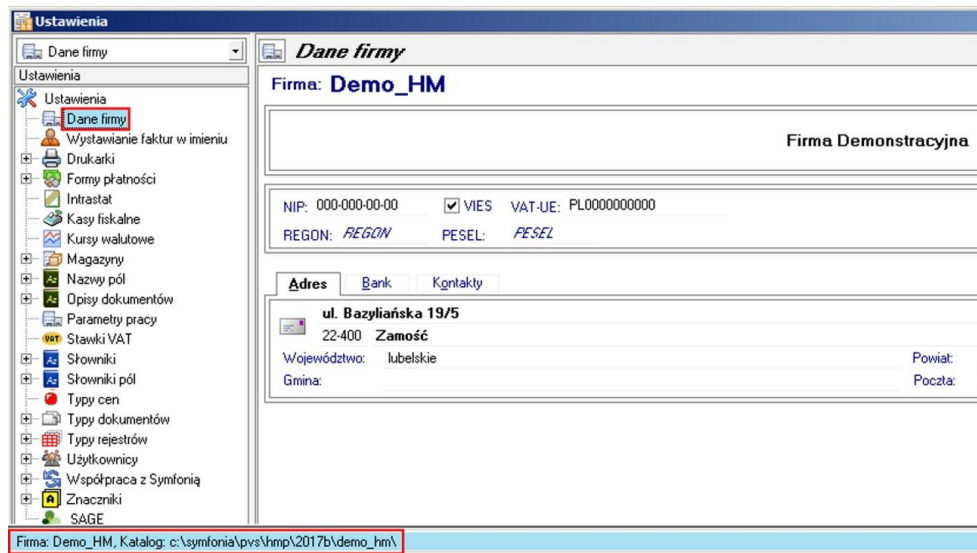 Ustawienia
Dane firmy
Ustawienia
Ustawienia
Dane firmy
Wystawianie faktur w imieniu
Drukarki
Formy płatności
Intrastat
Kasy fiskalne
Kursy walutowe
Magazyny
Nazwy pól
Opisy dokumentów
Parametry pracy
VAT Stawki VAT
Słowniki
Słowniki pól
Typy cen
Typy dokumentów
Typy rejestrów
Użytkownicy
Współpraca z Symfonią
Znaczniki
SAGE
Dane firmy
Firma: Demo_HM
Firma Demonstracyjna
NIP: 000-000-00-00 VIES VAT-UE: PL0000000000
REGON: REGON PESEL: PESEL
Adres Bank Kontakty
ul. Bazyliańska 19/5
22-400 Zamość
Województwo: lubelskie Powiat:
Gmina: Poczta:
Firma: Demo_HM, Katalog: c:\symfonia\pvs\hmp\2017b\demo_hm\